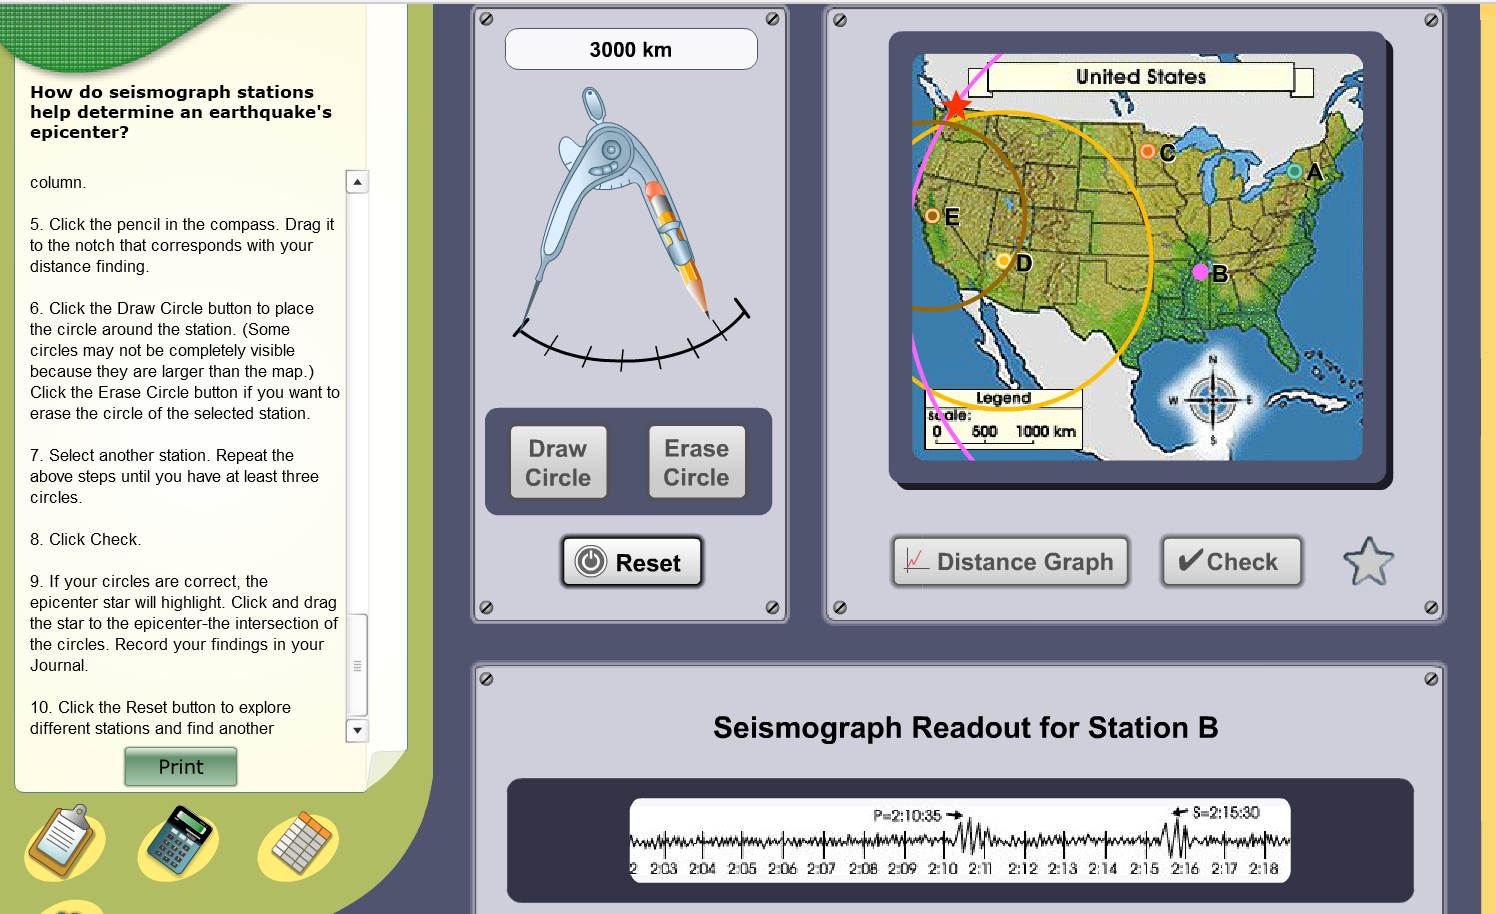 How do seismograph stations
help determine an earthquake's
epicenter?
column.
5. Click the pencil in the compass. Drag it
to the notch that corresponds with your
distance finding.
6. Click the Draw Circle button to place
the circle around the station. (Some
circles may not be completely visible
because they are larger than the map.)
Click the Erase Circle button if you want to
erase the circle of the selected station.
7. Select another station. Repeat the
above steps until you have at least three
circles.
8. Click Check.
9. If your circles are correct, the
epicenter star will highlight. Click and drag
the star to the epicenter-the intersection of
the circles. Record your findings in your
Journal.
10. Click the Reset button to explore
different stations and find another
Print
3000 km
Draw
Circle
Erase
Circle
Reset
United States
C
A
E
D
B
N
W E
S
Legend
scale:
0 500 1000 km
Distance Graph
Check
Seismograph Readout for Station B
P=2:10:35
S=2:15:30
2 2:03 2:04 2:05 2:06 2:07 2:08 2:09 2:10 2:11 2:12 2:13 2:14 2:15 2:16 2:17 2:18